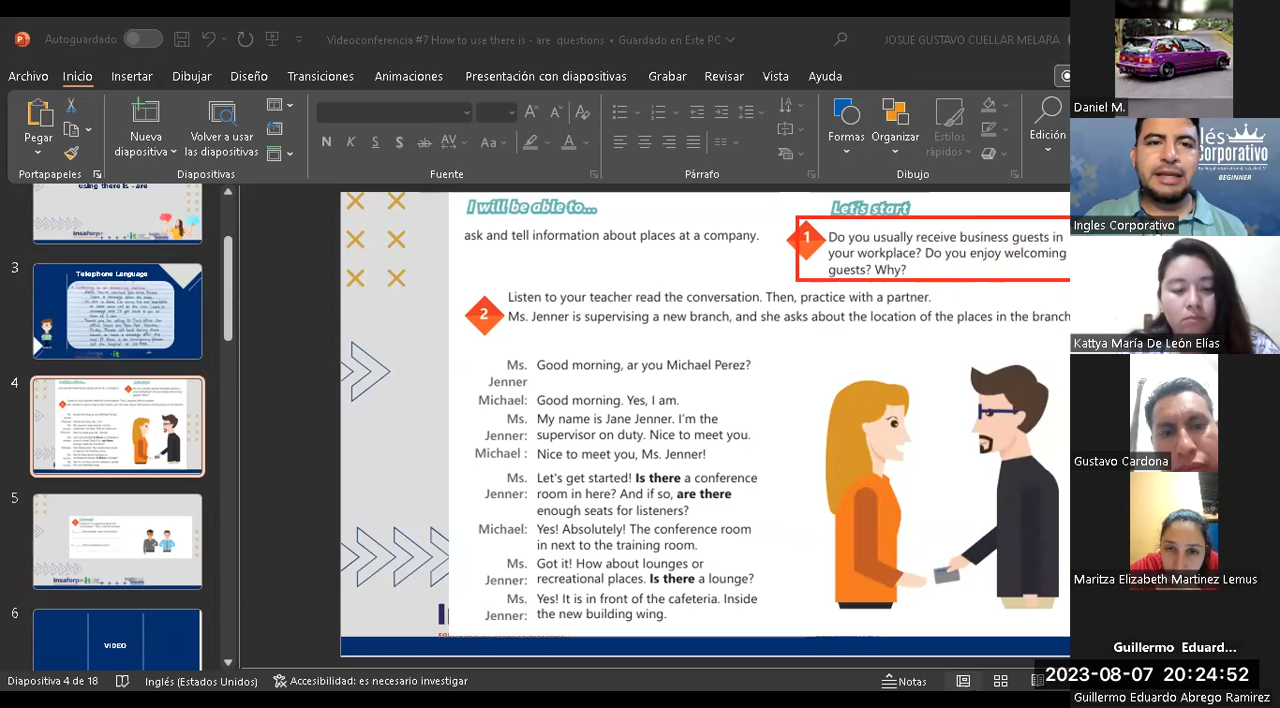 Autoguardado
Videoconferencia #7
there is - are questions • Guardado en Este PC
JOSUE GUSTAVO CUELLAR MELARA
Archivo Inicio Insertar Dibujar Diseño Transiciones Animaciones Presentación con diapositivas Grabar Revisar Vista Ayuda
Pegar
Nueva diapositiva
Volver a usar las diapositivas
N K S S ab AV Aa A
Formas
Organizar
Estilos rápidos
Edición
Portapapeles
Diapositivas
Fuente
Párrafo
Dibujo
using there is - are
Insaforp
3
Telephone Language
4
5
Insaforp
6
VIDEO
I will be able to...
ask and tell information about places at a company.
Let's start
1
Do you usually receive business guests in
your workplace? Do you enjoy welcoming
guests? Why?
2
Listen to your teacher read the conversation. Then, practice with a partner.
Ms. Jenner is supervising a new branch, and she asks about the location of the places in the branch
Ms. Jenner Good morning, ar you Michael Perez?
Michael: Good morning. Yes, I am.
Ms. Jenner: My name is Jane Jenner. I'm the
supervisor on duty. Nice to meet you.
Michael : Nice to meet you, Ms. Jenner!
Ms. Jenner: Let's get started! Is there a conference
room in here? And if so, are there
enough seats for listeners?
Michael: Yes! Absolutely! The conference room
in next to the training room.
Ms. Jenner: Got it! How about lounges or
recreational places. Is there a lounge?
Ms. Jenner: Yes! It is in front of the cafeteria. Inside
the new building wing.
Diapositiva 4 de 18
Inglés (Estados Unidos)
Accesibilidad: es necesario investigar
Notas
Daniel M.
lés
Corporativo
BEGINNER
Ingles Corporativo
Kattya María De León Elías
Gustavo Cardona
Maritza Elizabeth Martinez Lemus
Guillermo Eduard...
2023-08-07 20:24:52
Guillermo Eduardo Abrego Ramirez